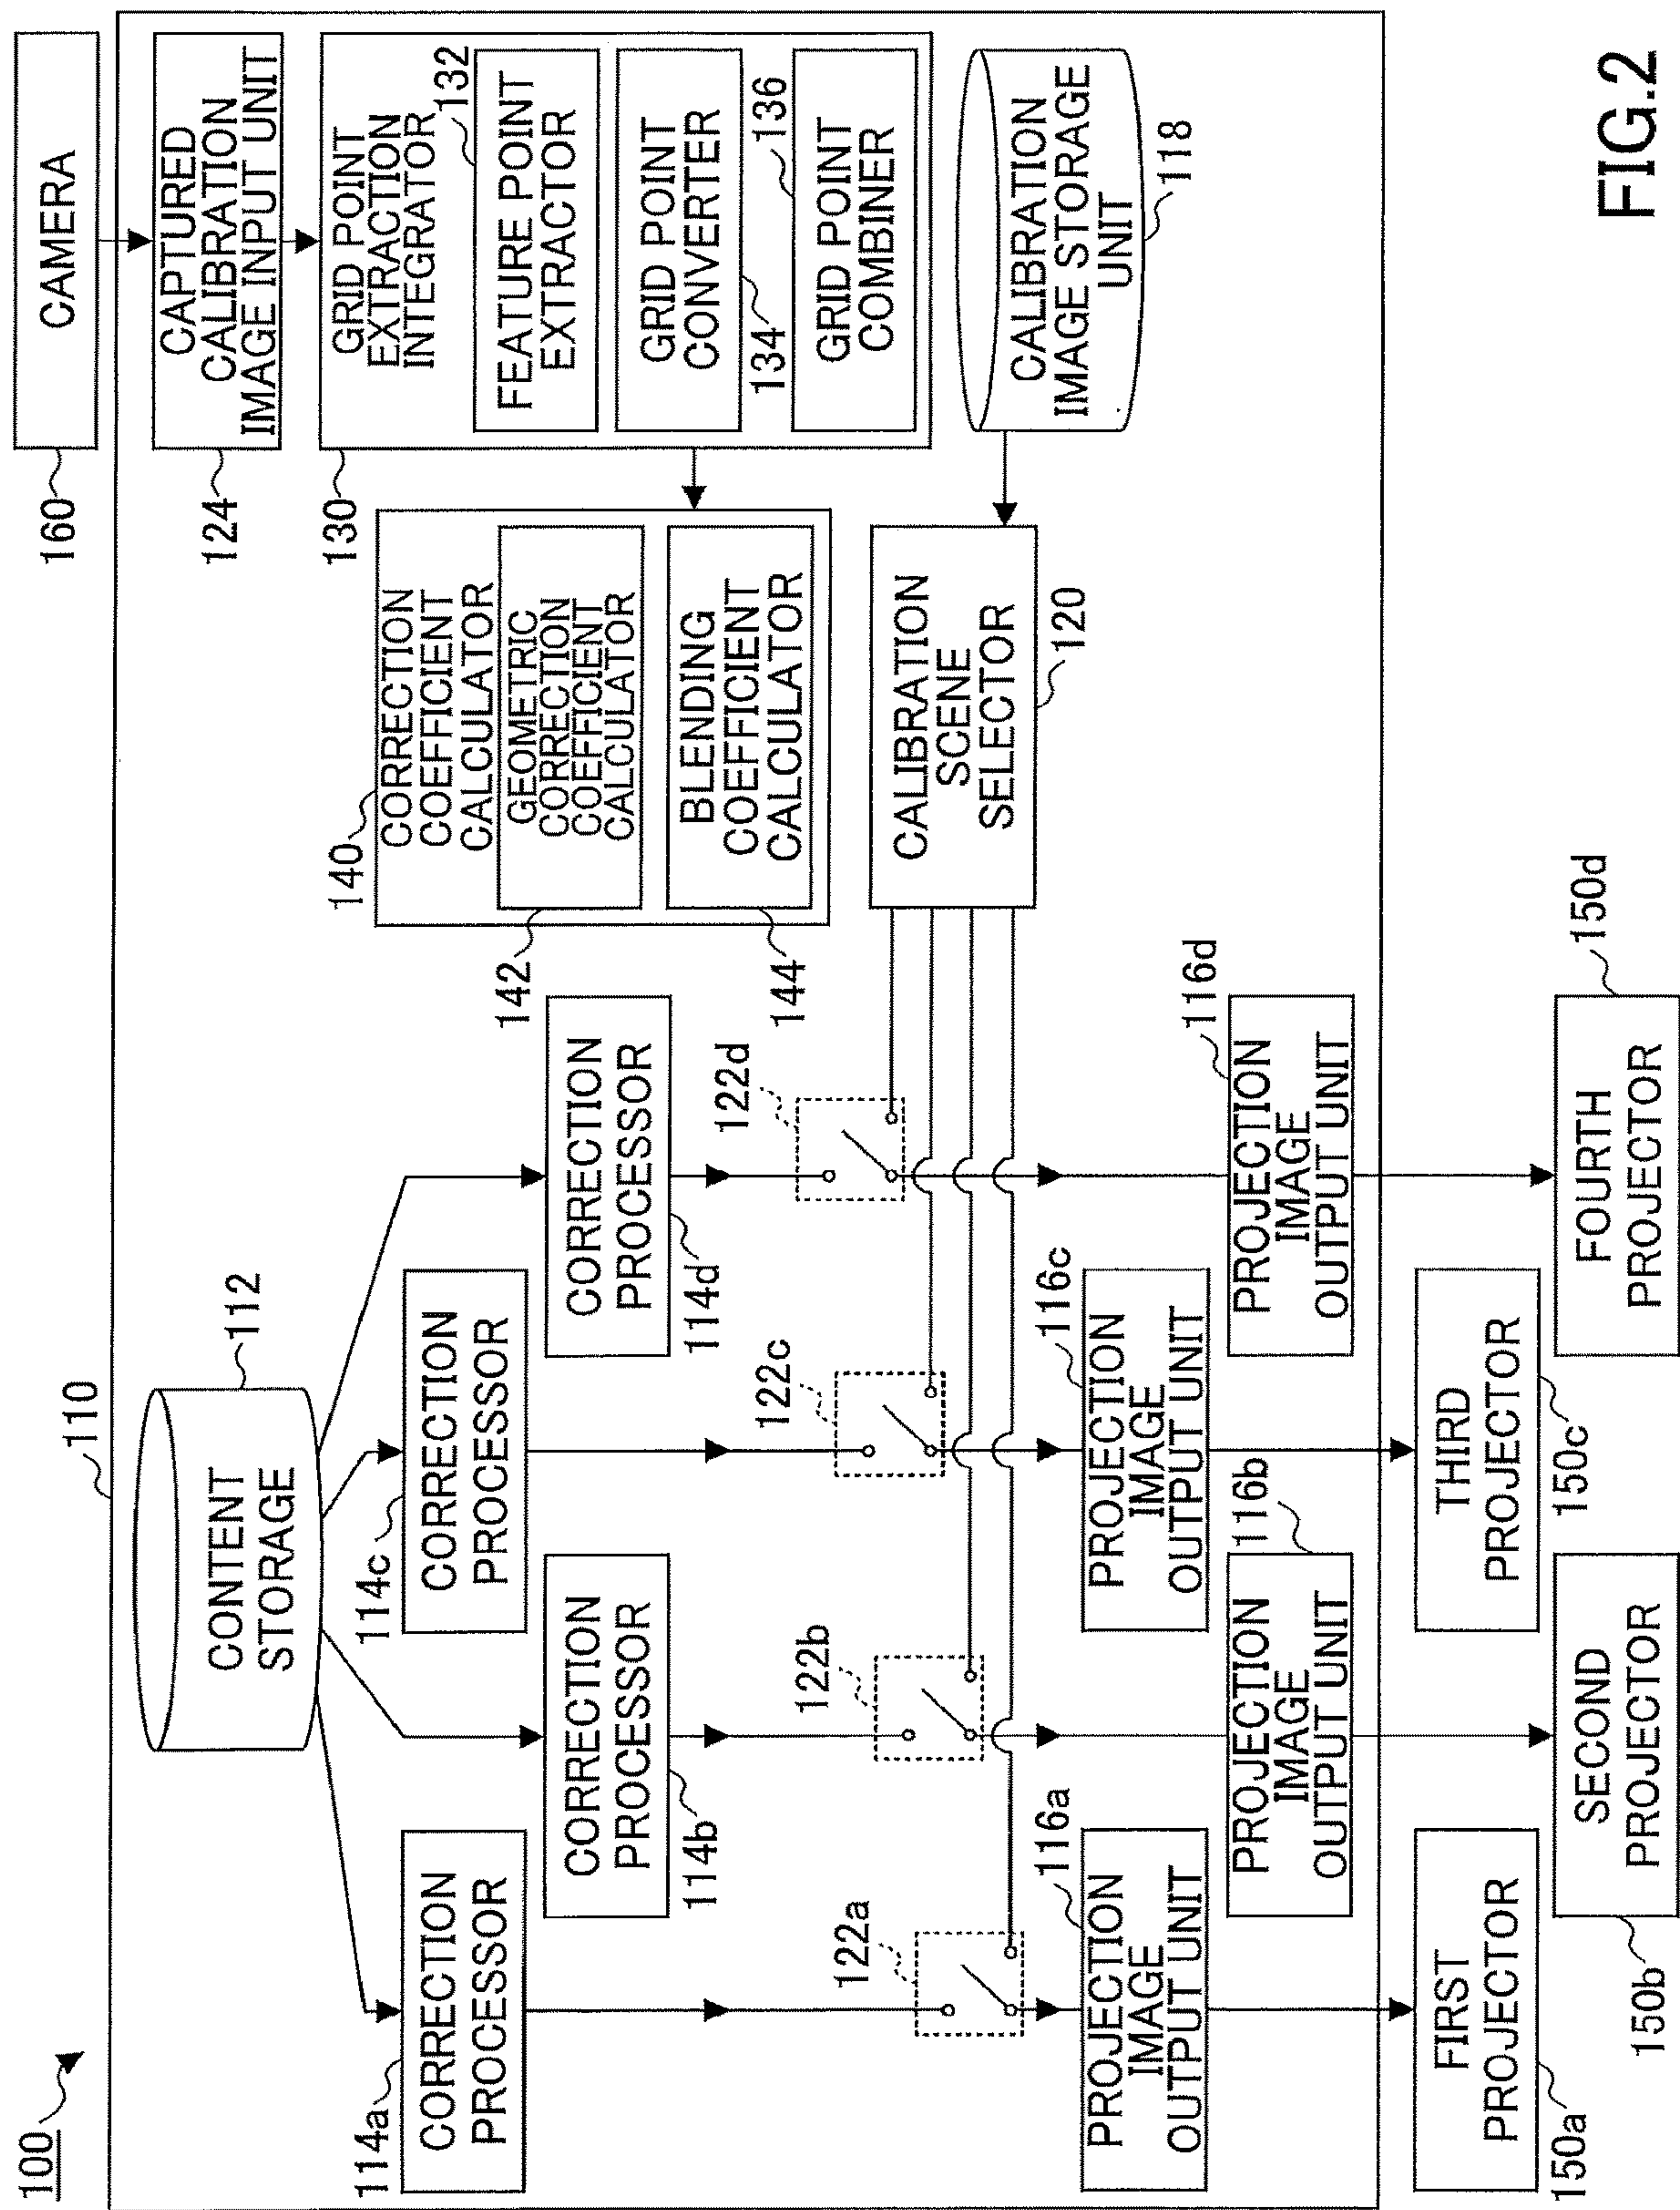 100
110
160
CAMERA
124
CAPTURED
CALIBRATION
IMAGE INPUT UNIT
130
GRID POINT
EXTRACTION
INTEGRATOR
132
FEATURE POINT
EXTRACTOR
GRID POINT
CONVERTER
134
136
GRID POINT
COMBINER
CALIBRATION
IMAGE STORAGE
UNIT
118
140
CORRECTION
COEFFICIENT
CALCULATOR
GEOMETRIC
CORRECTION
COEFFICIENT
CALCULATOR
142
BLENDING
COEFFICIENT
CALCULATOR
144
CALIBRATION
SCENE
SELECTOR
120
CONTENT
STORAGE
112
114a
CORRECTION
PROCESSOR
CORRECTION
PROCESSOR
114b
114c
CORRECTION
PROCESSOR
CORRECTION
PROCESSOR
114d
122a
122b
122c
122d
116a
PROJECTION
IMAGE
OUTPUT UNIT
116b
PROJECTION
IMAGE
OUTPUT UNIT
116c
PROJECTION
IMAGE
OUTPUT UNIT
116d
PROJECTION
IMAGE
OUTPUT UNIT
FIRST
PROJECTOR
150a
SECOND
PROJECTOR
150b
THIRD
PROJECTOR
150c
150d
FOURTH
PROJECTOR
FIG.2